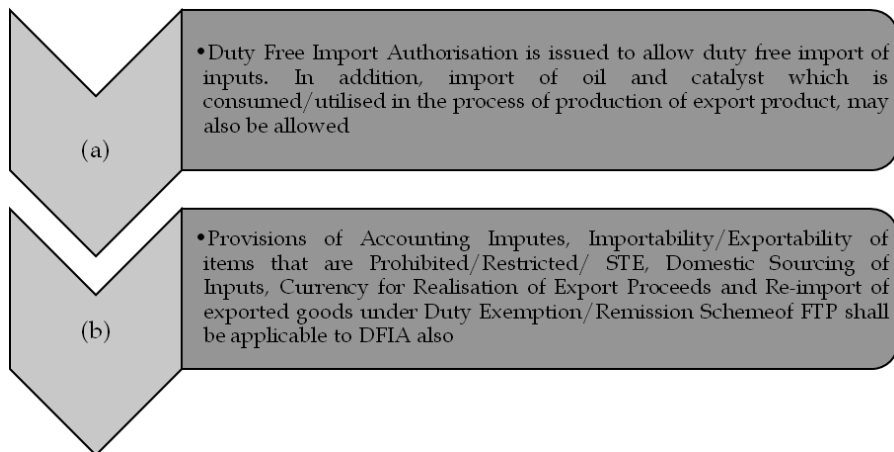 (a)
•Duty Free Import Authorisation is issued to allow duty free import of
inputs. In addition, import of oil and catalyst which is
consumed/utilised in the process of production of export product, may
also be allowed
(b)
•Provisions of Accounting Imputes, Importability/Exportability of
items that are Prohibited/Restricted/ STE, Domestic Sourcing of
Inputs, Currency for Realisation of Export Proceeds and Re-import of
exported goods under Duty Exemption/Remission Schemeof FTP shall
be applicable to DFIA also